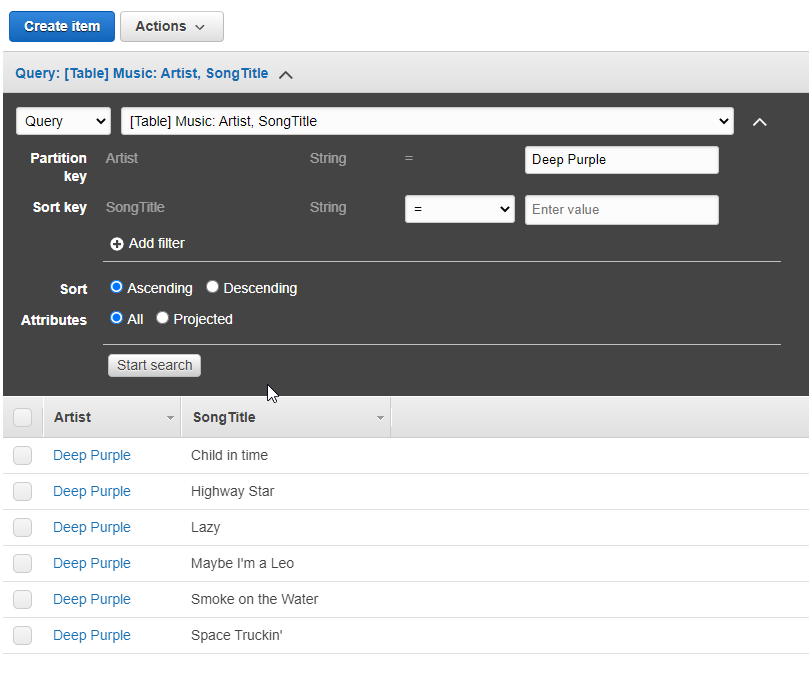 Create item Actions
Query: [Table] Music: Artist, SongTitle
Query [Table] Music: Artist, SongTitle
Partition key Artist String = Deep Purple
Sort key SongTitle String = Enter value
Add filter
Sort Ascending Descending
Attributes All Projected
Start search
Artist SongTitle
Deep Purple Child in time
Deep Purple Highway Star
Deep Purple Lazy
Deep Purple Maybe I'm a Leo
Deep Purple Smoke on the Water
Deep Purple Space Truckin'